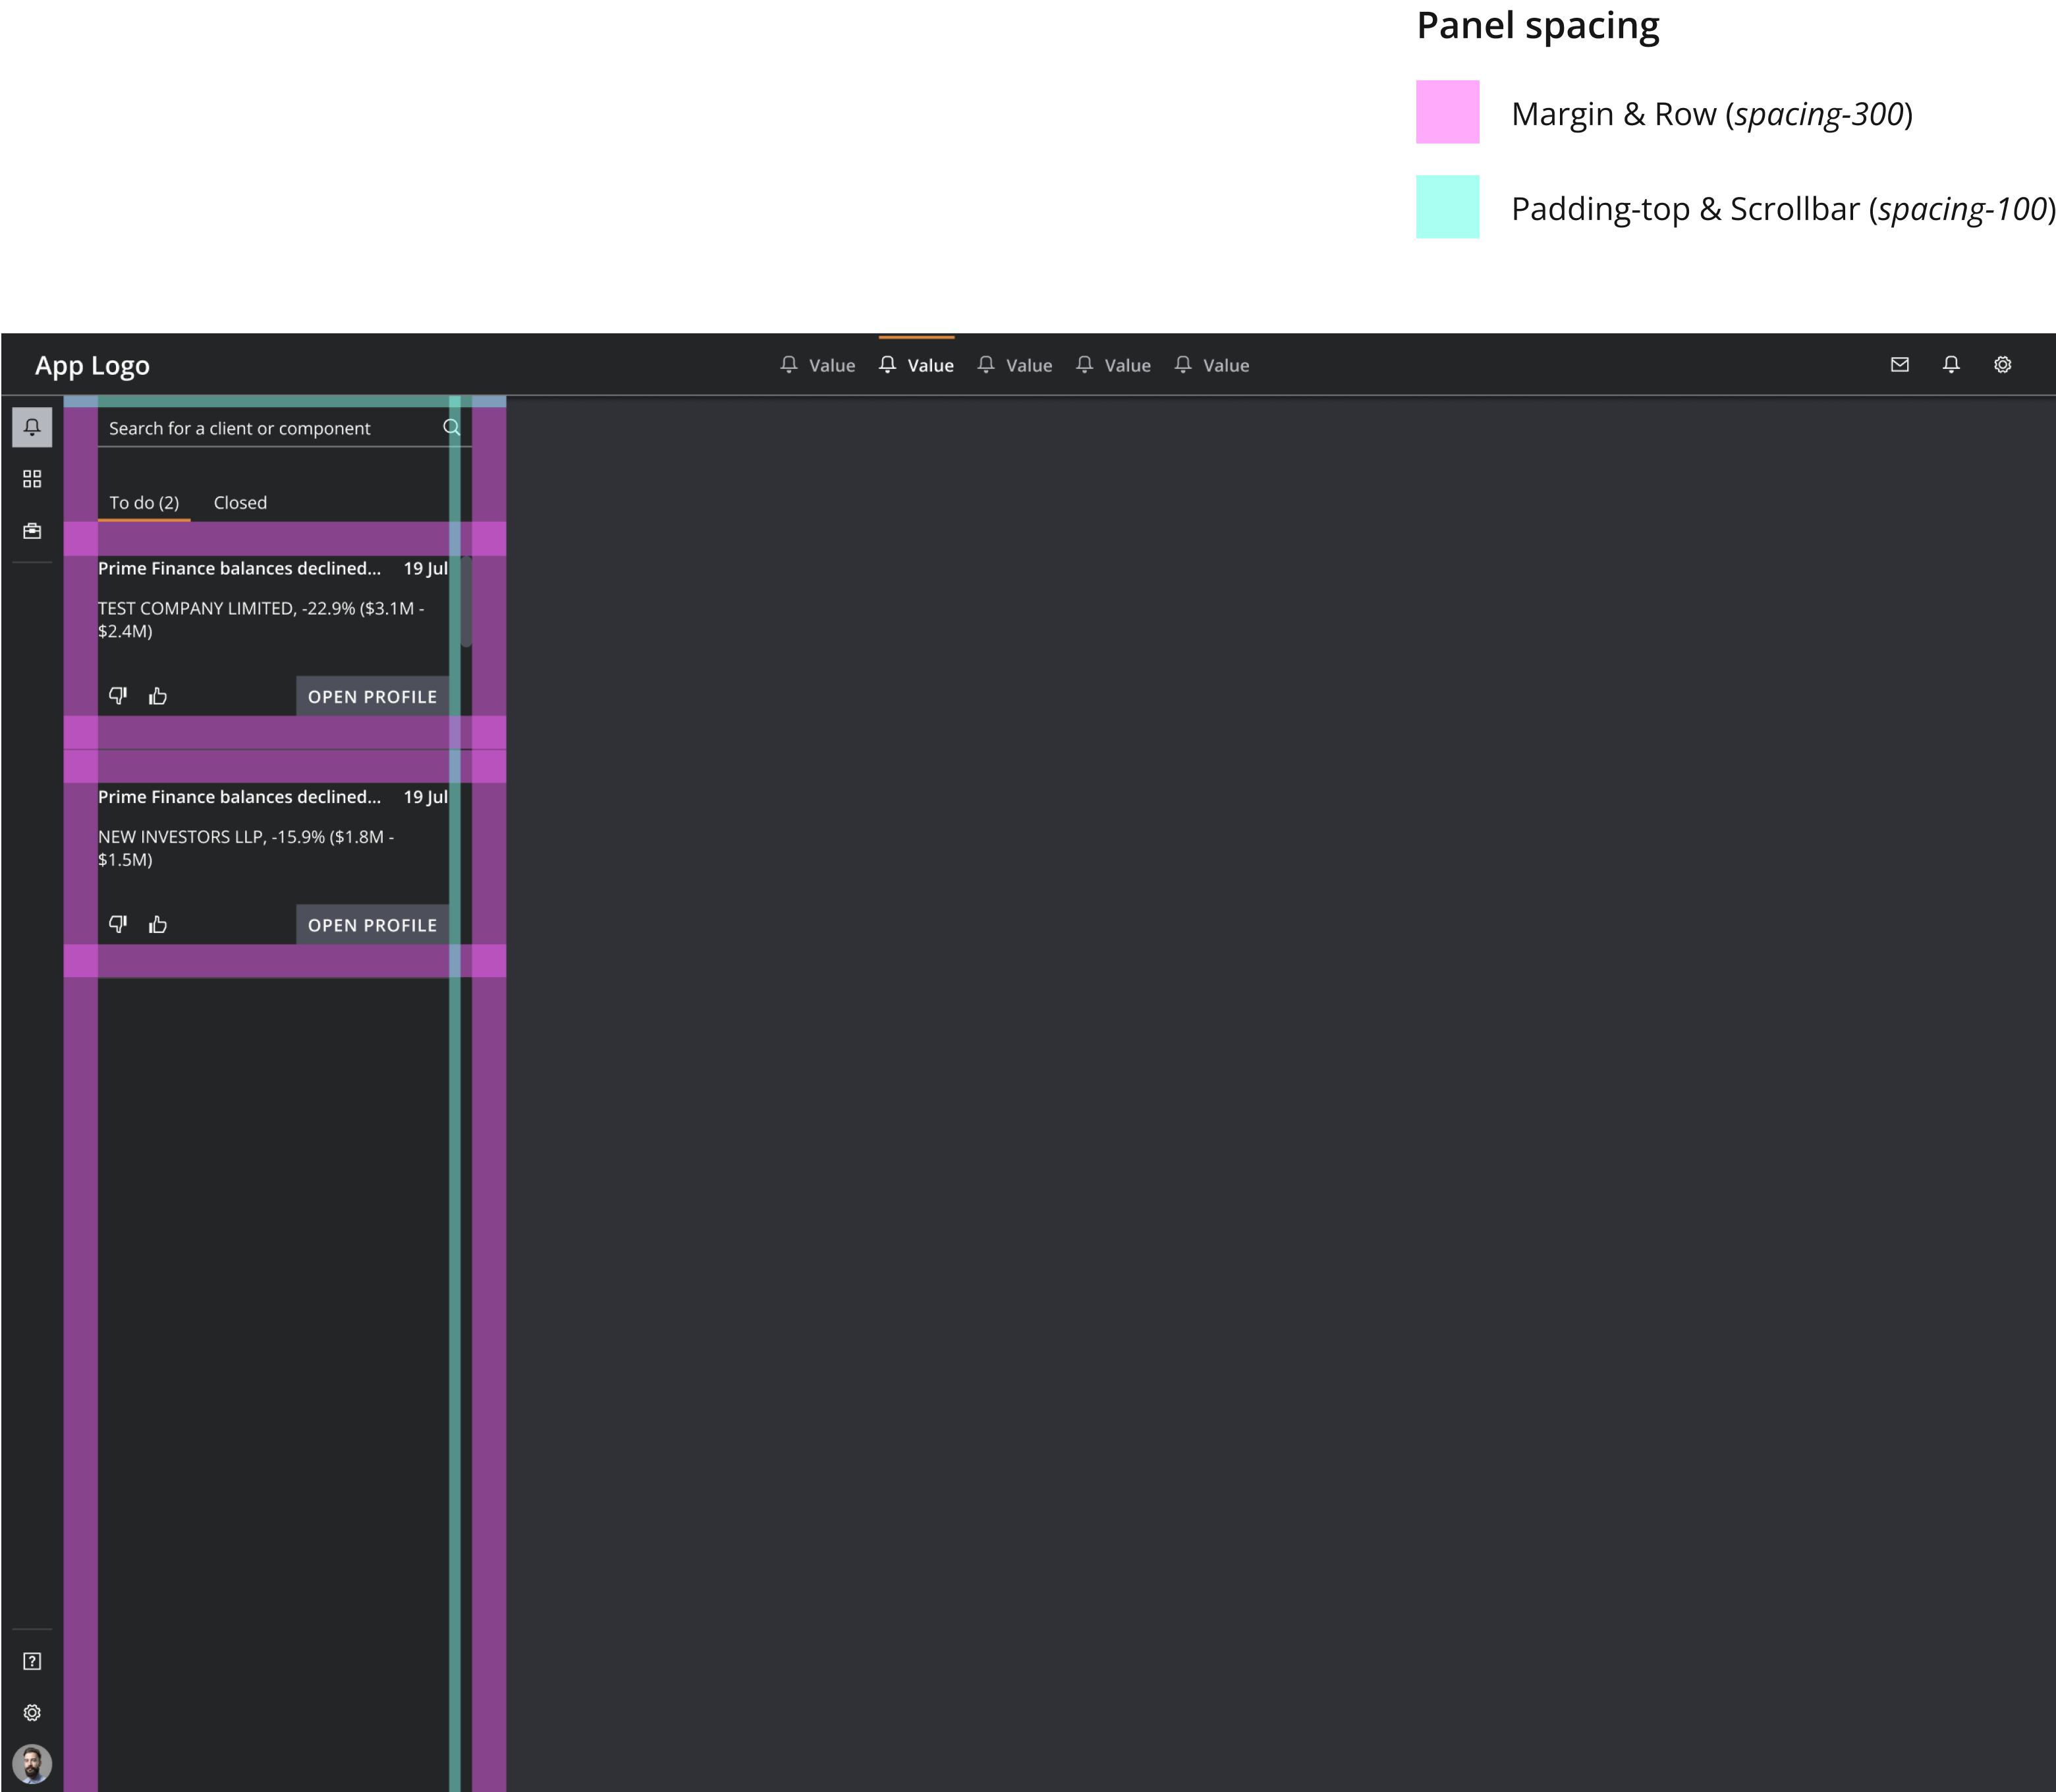 Panel spacing
Margin & Row (spacing-300)
Padding-top & Scrollbar (spacing-100)
App Logo
Value
Value
Value
Value
Value
Search for a client or component
To do (2) Closed
Prime Finance balances declined... 19 Jul
TEST COMPANY LIMITED, -22.9% ($3.1M -
$2.4M)
OPEN PROFILE
Prime Finance balances declined... 19 Jul
NEW INVESTORS LLP, -15.9% ($1.8M -
$1.5M)
OPEN PROFILE